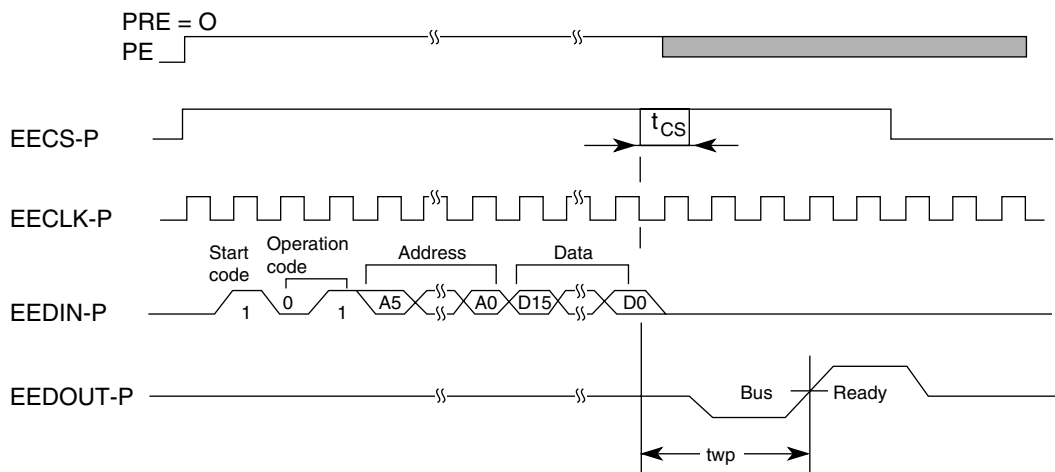 PRE = O
PE
EECS-P
tCS
EECLK-P
Start code
Operation code
Address
Data
EEDIN-P
1
0
1
A5
A0
D15
D0
EEDOUT-P
Bus
Ready
twp